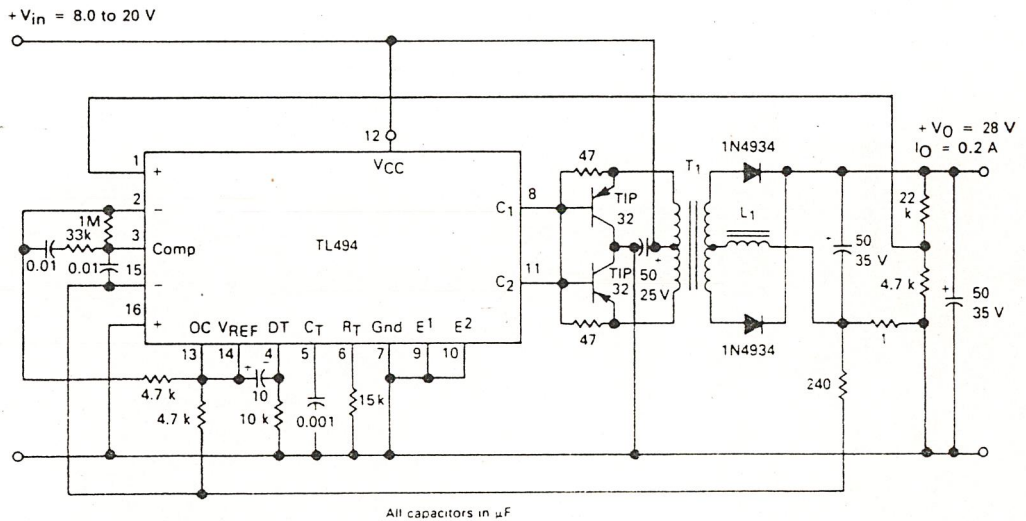 + Vin = 8.0 to 20 V
+ VO = 28 V
IO = 0.2 A
12
VCC
1
+
2
−
1M
33k
3
Comp
0.01
0.01
15
−
16
+
TL494
C1
8
C2
11
OC
VREF
DT
CT
RT
Gnd
E1
E2
13
14
4
5
6
7
9
10
+
−
10
4.7 k
4.7 k
10 k
0.001
15k
47
TIP
32
TIP
32
47
+
50
25 V
T1
1N4934
L1
1N4934
+
50
35 V
22
k
4.7 k
1
+
50
35 V
240
All capacitors in μF